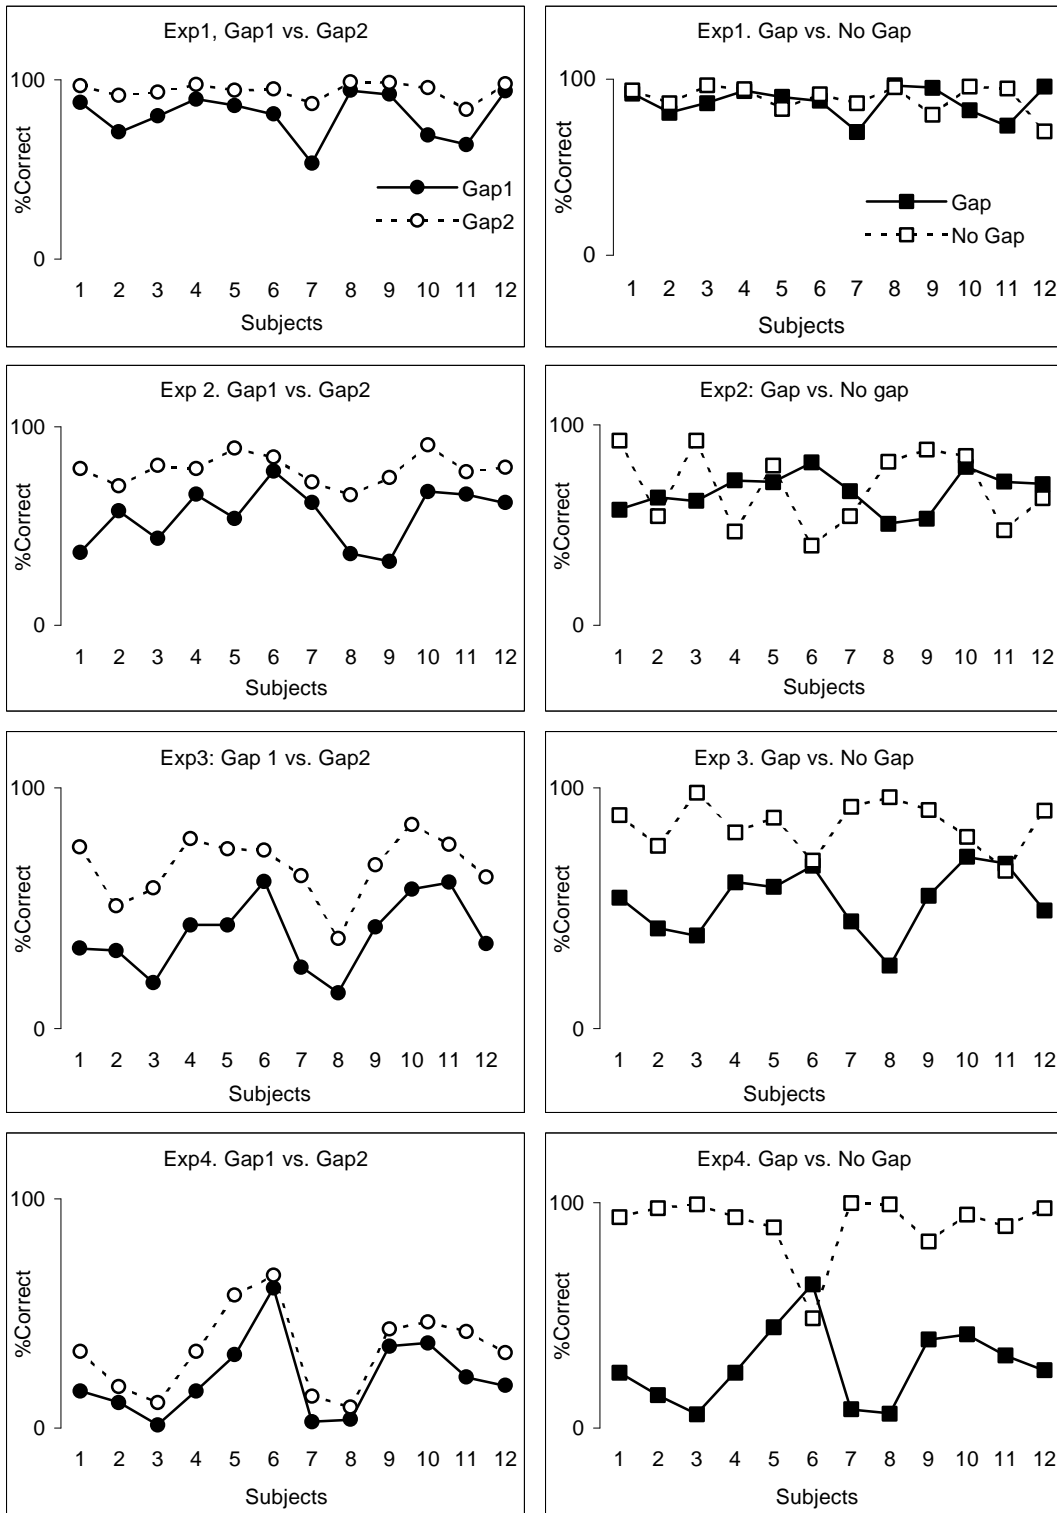 Exp1, Gap1 vs. Gap2
100
%Correct
Gap1
Gap2
0
1 2 3 4 5 6 7 8 9 10 11 12
Subjects
Exp1. Gap vs. No Gap
100
%Correct
Gap
No Gap
0
1 2 3 4 5 6 7 8 9 10 11 12
Subjects
Exp 2. Gap1 vs. Gap2
100
%Correct
0
1 2 3 4 5 6 7 8 9 10 11 12
Subjects
Exp2: Gap vs. No gap
100
%Correct
0
1 2 3 4 5 6 7 8 9 10 11 12
Subjects
Exp3: Gap 1 vs. Gap2
100
%Correct
0
1 2 3 4 5 6 7 8 9 10 11 12
Subjects
Exp 3. Gap vs. No Gap
100
%Correct
0
1 2 3 4 5 6 7 8 9 10 11 12
Subjects
Exp4. Gap1 vs. Gap2
100
%Correct
0
1 2 3 4 5 6 7 8 9 10 11 12
Subjects
Exp4. Gap vs. No Gap
100
%Correct
0
1 2 3 4 5 6 7 8 9 10 11 12
Subjects